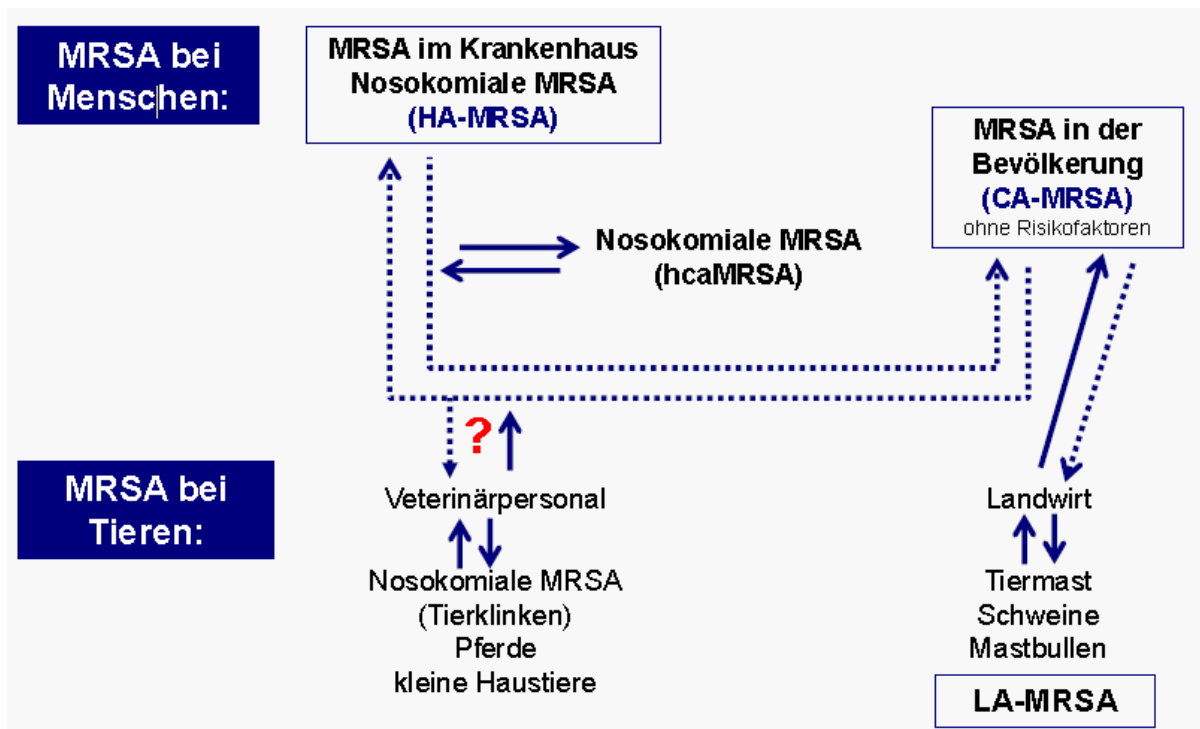 MRSA bei
Menschen:
MRSA im Krankenhaus
Nosokomiale MRSA
(HA-MRSA)
MRSA in der
Bevölkerung
(CA-MRSA)
ohne Risikofaktoren
Nosokomiale MRSA
(hcaMRSA)
?
MRSA bei
Tieren:
Veterinärpersonal
Nosokomiale MRSA
(Tierklinken)
Pferde
kleine Haustiere
Landwirt
Tiermast
Schweine
Mastbullen
LA-MRSA